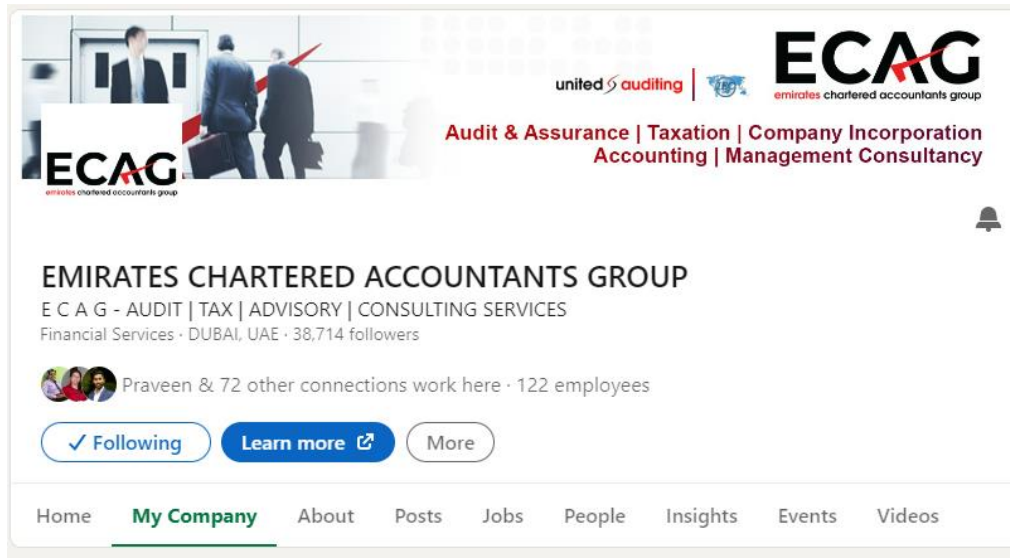 united auditing
IEC
ECAG
emirates chartered accountants group
Audit & Assurance | Taxation | Company Incorporation
Accounting | Management Consultancy
ECAG
emirates chartered accountants group
EMIRATES CHARTERED ACCOUNTANTS GROUP
E C A G - AUDIT | TAX | ADVISORY | CONSULTING SERVICES
Financial Services · DUBAI, UAE · 38,714 followers
Praveen & 72 other connections work here · 122 employees
Following
Learn more
More
Home My Company About Posts Jobs People Insights Events Videos